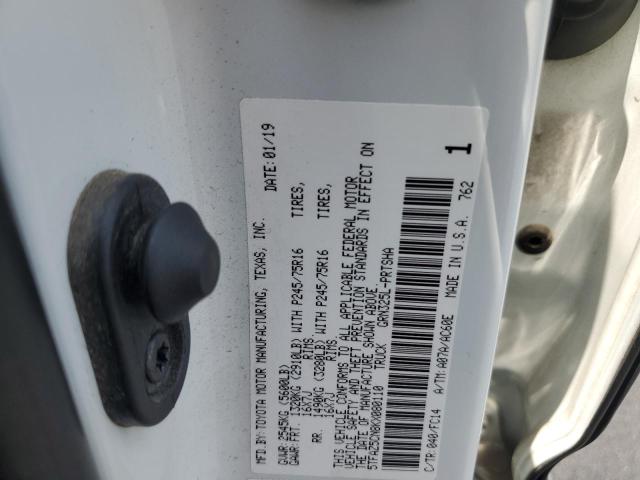 MFD. BY: TOYOTA MOTOR MANUFACTURING, TEXAS, INC. DATE: 01/19
GVWR: 2545KG (5600LB)
GAWR: FRT. 1320KG (2910LB) WITH P245/75R16 TIRES,
16X7J RIMS
RR. 1490KG (3280LB) WITH P245/75R16 TIRES,
16X7J RIMS
THIS VEHICLE CONFORMS TO ALL APPLICABLE FEDERAL MOTOR
VEHICLE SAFETY AND THEFT PREVENTION STANDARDS IN EFFECT ON
THE DATE OF MANUFACTURE SHOWN ABOVE.
TRUCK GRN325L-PRTSHA
C/TR: 040/FC14 A/TM: A07A/AC60E MADE IN U.S.A. 762
1